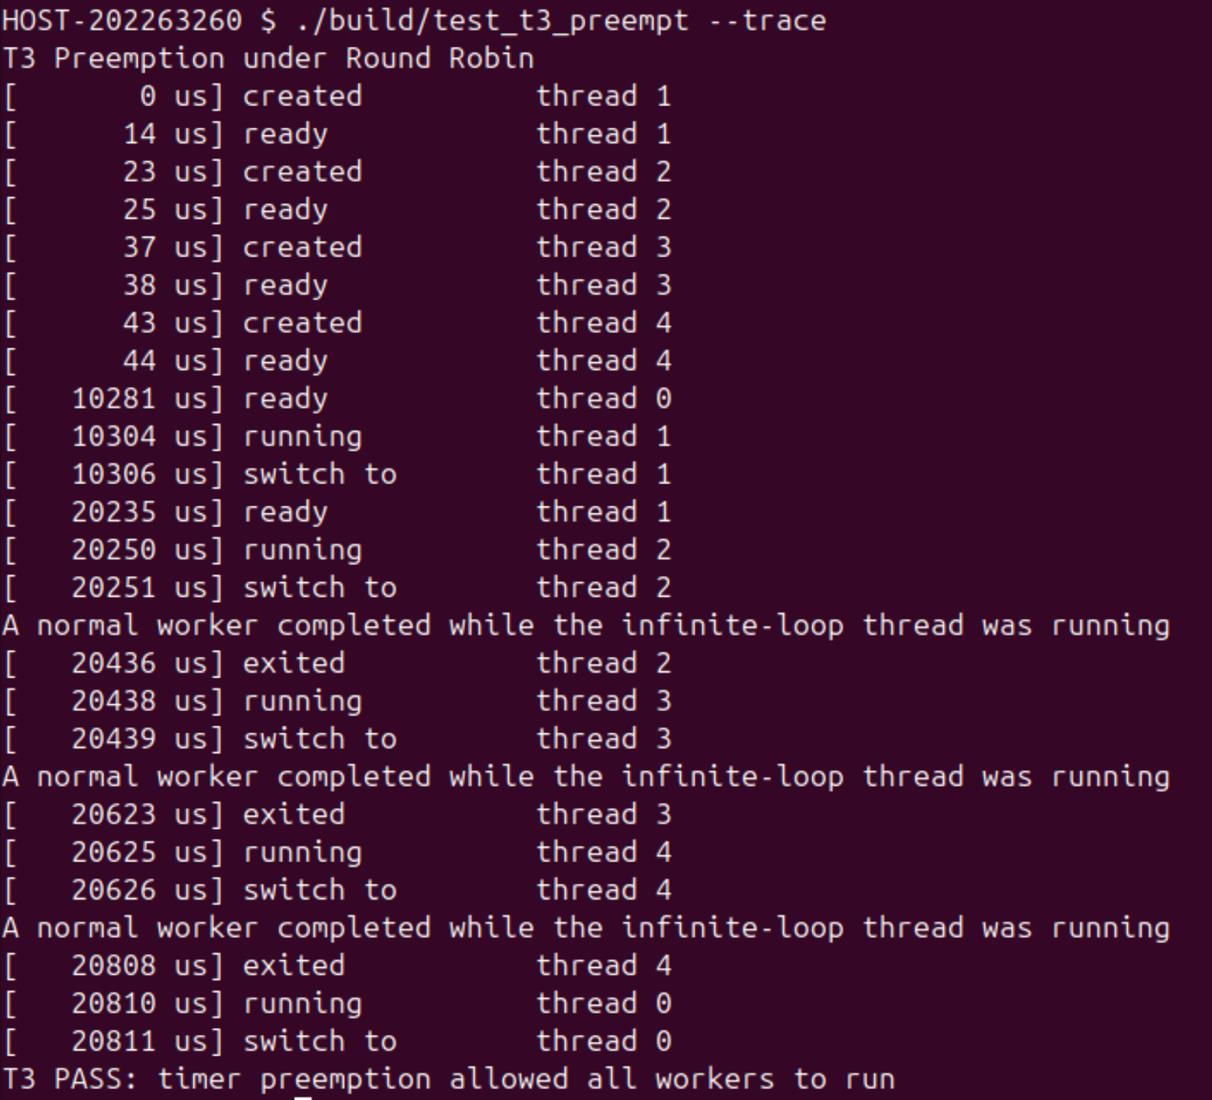 HOST-202263260 $ ./build/test_t3_preempt --trace
T3 Preemption under Round Robin
[       0 us] created          thread 1
[      14 us] ready            thread 1
[      23 us] created          thread 2
[      25 us] ready            thread 2
[      37 us] created          thread 3
[      38 us] ready            thread 3
[      43 us] created          thread 4
[      44 us] ready            thread 4
[   10281 us] ready            thread 0
[   10304 us] running          thread 1
[   10306 us] switch to        thread 1
[   20235 us] ready            thread 1
[   20250 us] running          thread 2
[   20251 us] switch to        thread 2
A normal worker completed while the infinite-loop thread was running
[   20436 us] exited           thread 2
[   20438 us] running          thread 3
[   20439 us] switch to        thread 3
A normal worker completed while the infinite-loop thread was running
[   20623 us] exited           thread 3
[   20625 us] running          thread 4
[   20626 us] switch to        thread 4
A normal worker completed while the infinite-loop thread was running
[   20808 us] exited           thread 4
[   20810 us] running          thread 0
[   20811 us] switch to        thread 0
T3 PASS: timer preemption allowed all workers to run